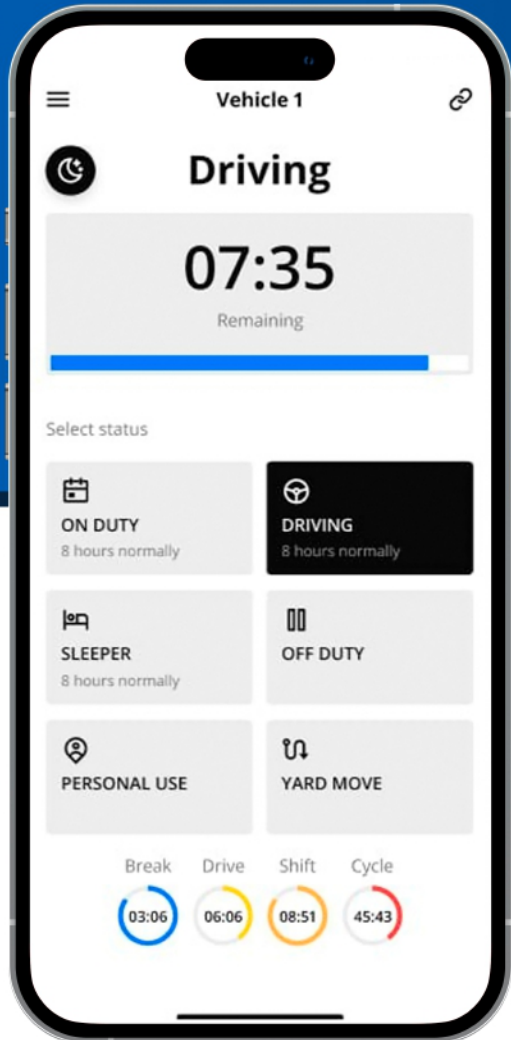 Vehicle 1
Driving
07:35
Remaining
Select status
ON DUTY
8 hours normally
DRIVING
8 hours normally
SLEEPER
8 hours normally
OFF DUTY
PERSONAL USE
YARD MOVE
Break Drive Shift Cycle
03:06 06:06 08:51 45:43